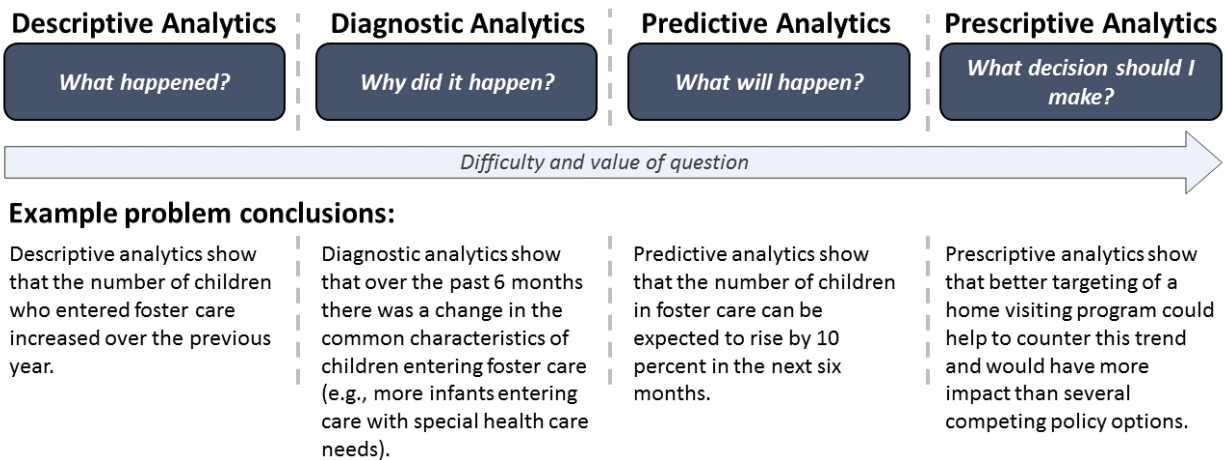 Descriptive Analytics
What happened?
Diagnostic Analytics
Why did it happen?
Predictive Analytics
What will happen?
Prescriptive Analytics
What decision should I
make?
Difficulty and value of question
Example problem conclusions:
Descriptive analytics show
that the number of children
who entered foster care
increased over the previous
year.
Diagnostic analytics show
that over the past 6 months
there was a change in the
common characteristics of
children entering foster care
(e.g., more infants entering
care with special health care
needs).
Predictive analytics show
that the number of children
in foster care can be
expected to rise by 10
percent in the next six
months.
Prescriptive analytics show
that better targeting of a
home visiting program could
help to counter this trend
and would have more
impact than several
competing policy options.